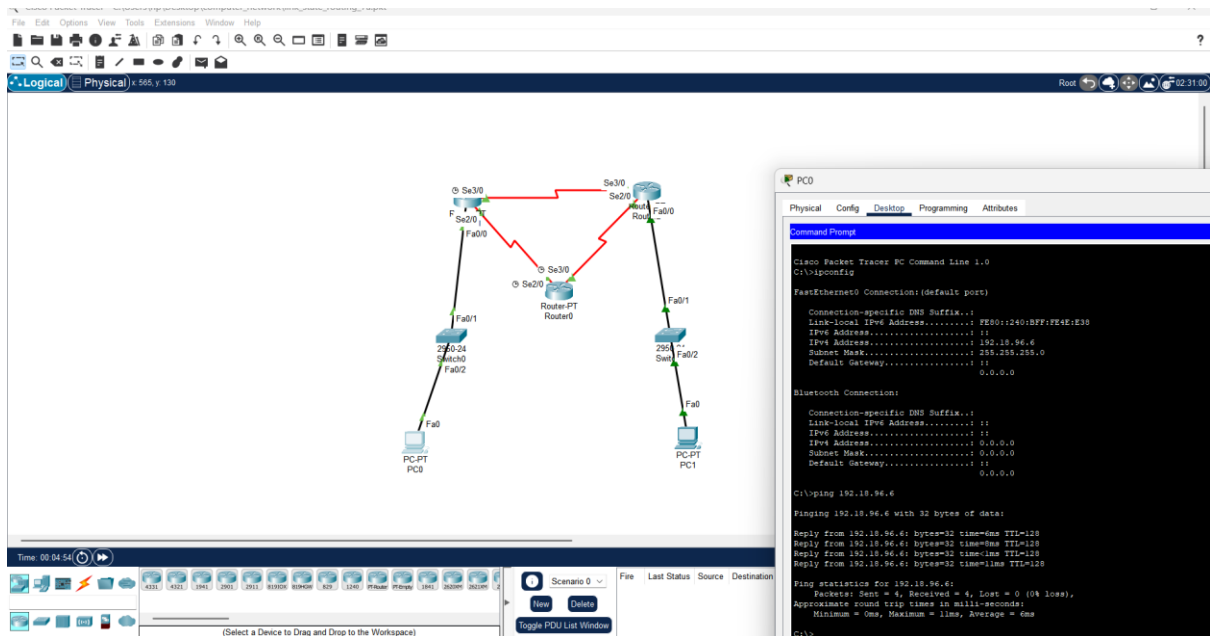 File Edit Options View Tools Extensions Window Help
?
Logical Physical x: 565, y: 130
Root 02:31:00
Se3/0
Se3/0
Se2/0
Se2/0
Fa0/0
Fa0/0
Se3/0
Se2/0
Router-PT
Router0
Fa0/1
2950-24
Switch0
Fa0/2
Fa0
PC-PT
PC0
Fa0/1
Fa0/2
Fa0
PC-PT
PC1
PC0
Physical Config Desktop Programming Attributes
Command Prompt
Cisco Packet Tracer PC Command Line 1.0
C:\>ipconfig
FastEthernet0 Connection:(default port)
Connection-specific DNS Suffix..:
Link-local IPv6 Address.........: FE80::240:BFF:FE4E:E38
IPv6 Address....................: ::
IPv4 Address....................: 192.18.96.6
Subnet Mask.....................: 255.255.255.0
Default Gateway.................: ::
0.0.0.0
Bluetooth Connection:
Connection-specific DNS Suffix..:
Link-local IPv6 Address.........: ::
IPv6 Address....................: ::
IPv4 Address....................: 0.0.0.0
Subnet Mask.....................: 0.0.0.0
Default Gateway.................: ::
0.0.0.0
C:\>ping 192.18.96.6
Pinging 192.18.96.6 with 32 bytes of data:
Reply from 192.18.96.6: bytes=32 time=6ms TTL=128
Reply from 192.18.96.6: bytes=32 time=8ms TTL=128
Reply from 192.18.96.6: bytes=32 time<1ms TTL=128
Reply from 192.18.96.6: bytes=32 time=11ms TTL=128
Ping statistics for 192.18.96.6:
Packets: Sent = 4, Received = 4, Lost = 0 (0% loss),
Approximate round trip times in milli-seconds:
Minimum = 0ms, Maximum = 11ms, Average = 6ms
C:\>
Time: 00:04:54
4331 4321 1941 2901 2911 819IOX 819HGW 829 1240 PT-Router PT-Empty 1841 2620XM 2621XM
(Select a Device to Drag and Drop to the Workspace)
Scenario 0
New Delete
Toggle PDU List Window
Fire Last Status Source Destination